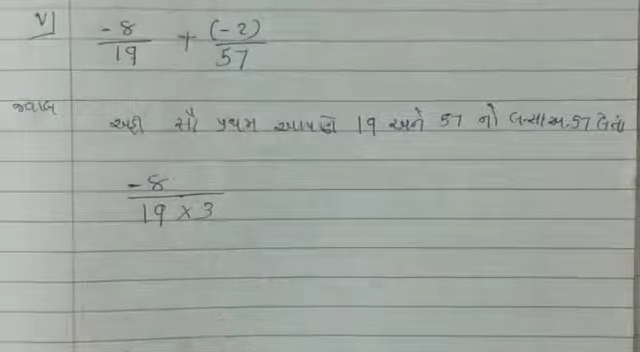 V] -8/19 + (-2)/57
જવાબ અહી સૌ પ્રથમ આપણે 19 અને 57 નો લ.સા.અ. 57 લેતાં
-8/19 × 3